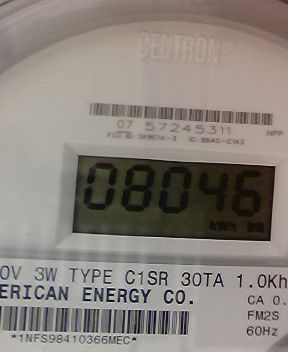 CENTRON®
07 57245311
HPP
08046
kWh
0V 3W TYPE C1SR 30TA 1.0Kh
ERICAN ENERGY CO.
CA 0.
FM2S
60Hz
*1NFS98410366MEC*